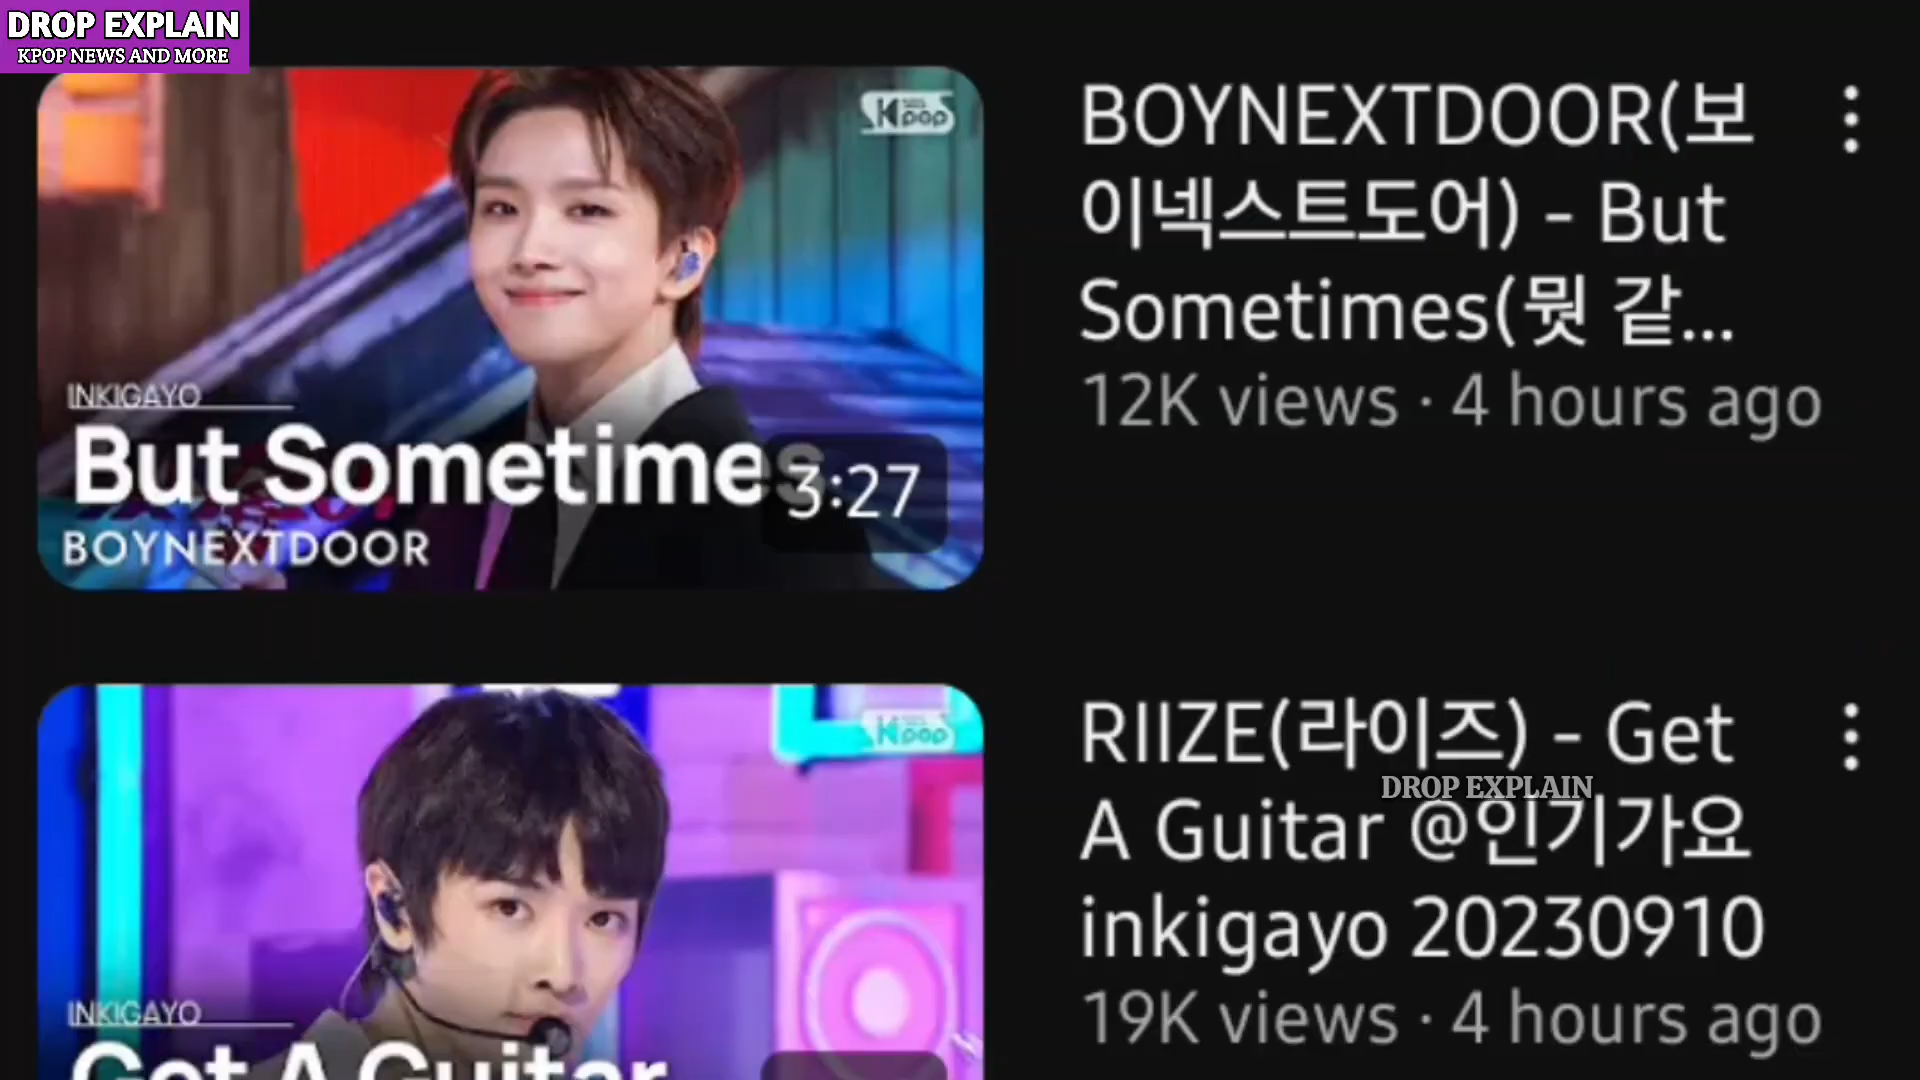 DROP EXPLAIN
KPOP NEWS AND MORE
Kpop
INKIGAYO
But Sometimes
3:27
BOYNEXTDOOR
BOYNEXTDOOR(보
이넥스트도어) - But
Sometimes(뭣 같...
12K views · 4 hours ago
Kpop
INKIGAYO
Get A Guitar
RIIZE(라이즈) - Get
DROP EXPLAIN
A Guitar @인기가요
inkigayo 20230910
19K views · 4 hours ago